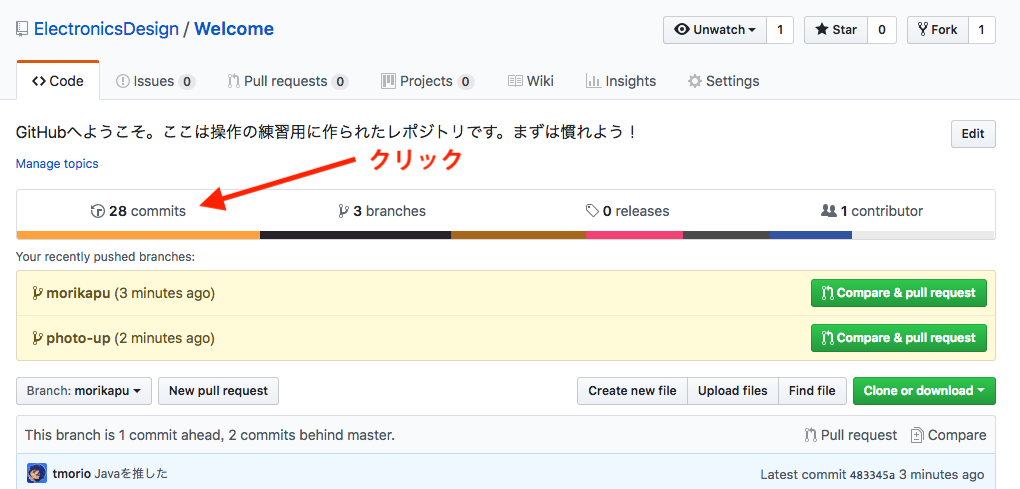 ElectronicsDesign / Welcome
Unwatch 1 Star 0 Fork 1
Code Issues 0 Pull requests 0 Projects 0 Wiki Insights Settings
GitHubへようこそ。ここは操作の練習用に作られたレポジトリです。まずは慣れよう！
Edit
Manage topics
クリック
28 commits 3 branches 0 releases 1 contributor
Your recently pushed branches:
morikapu (3 minutes ago) Compare & pull request
photo-up (2 minutes ago) Compare & pull request
Branch: morikapu New pull request Create new file Upload files Find file Clone or download
This branch is 1 commit ahead, 2 commits behind master. Pull request Compare
tmorio Javaを推した Latest commit 483345a 3 minutes ago